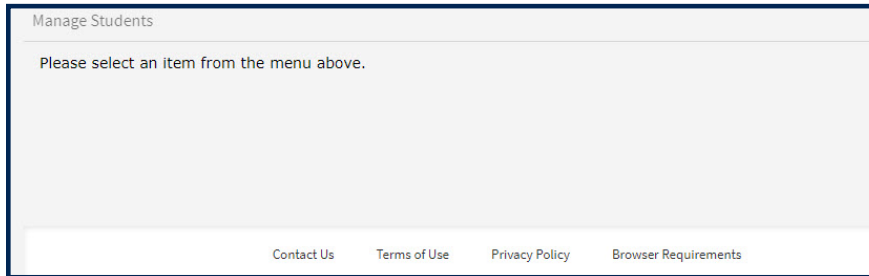 Manage Students
Please select an item from the menu above.
Contact Us Terms of Use Privacy Policy Browser Requirements